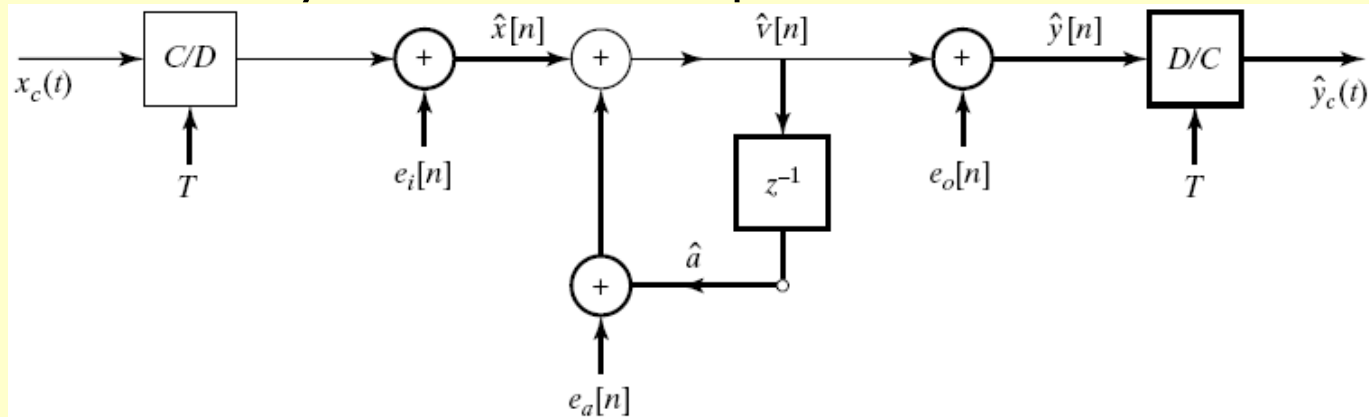 x̂[n]
v̂[n]
ŷ[n]
C/D
+
+
+
D/C
x_c(t)
ŷ_c(t)
T
e_i[n]
z⁻¹
e_o[n]
T
â
+
e_a[n]